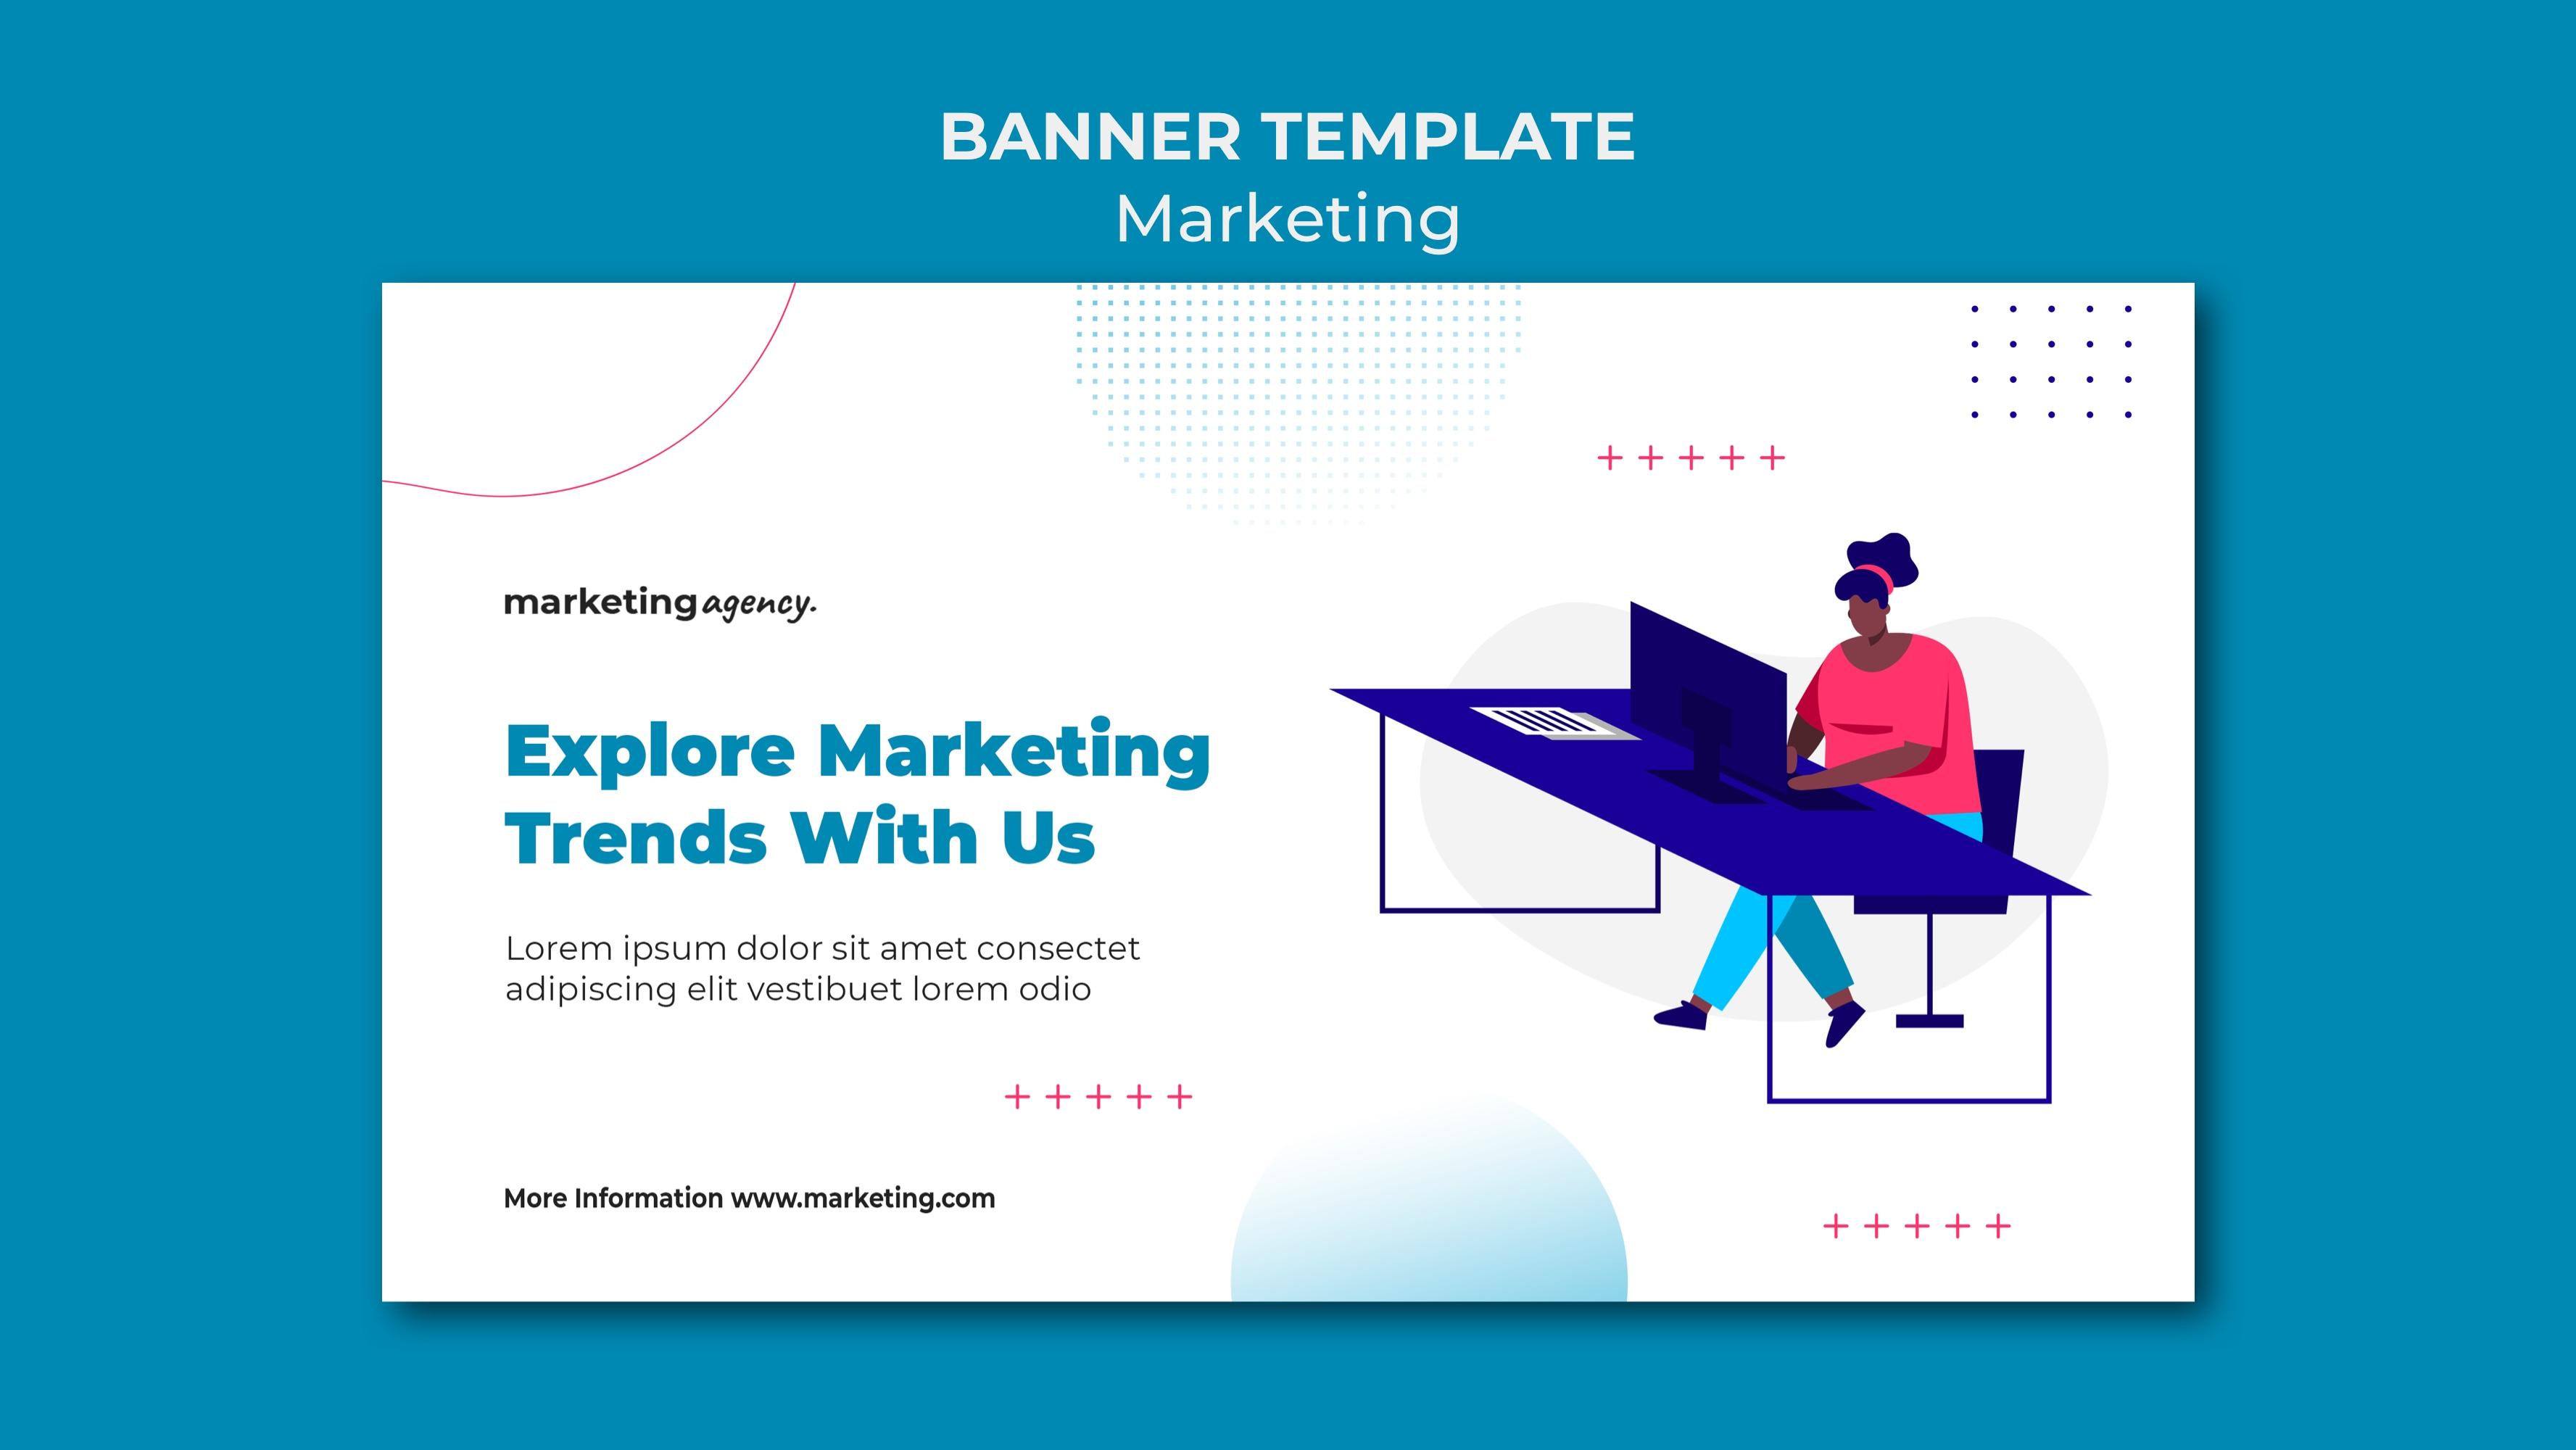 BANNER TEMPLATE
Marketing
marketing agency.
Explore Marketing
Trends With Us
Lorem ipsum dolor sit amet consectet
adipiscing elit vestibuet lorem odio
More Information www.marketing.com